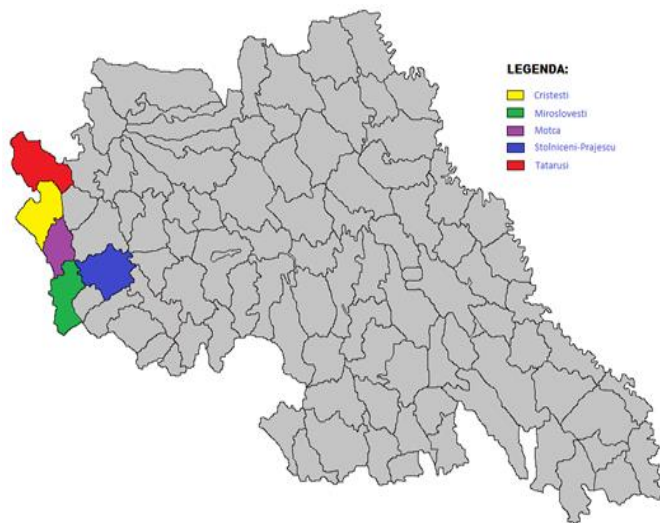 LEGENDA:
Cristesti
Miroslovesti
Motca
Stolniceni-Prajescu
Tatarusi